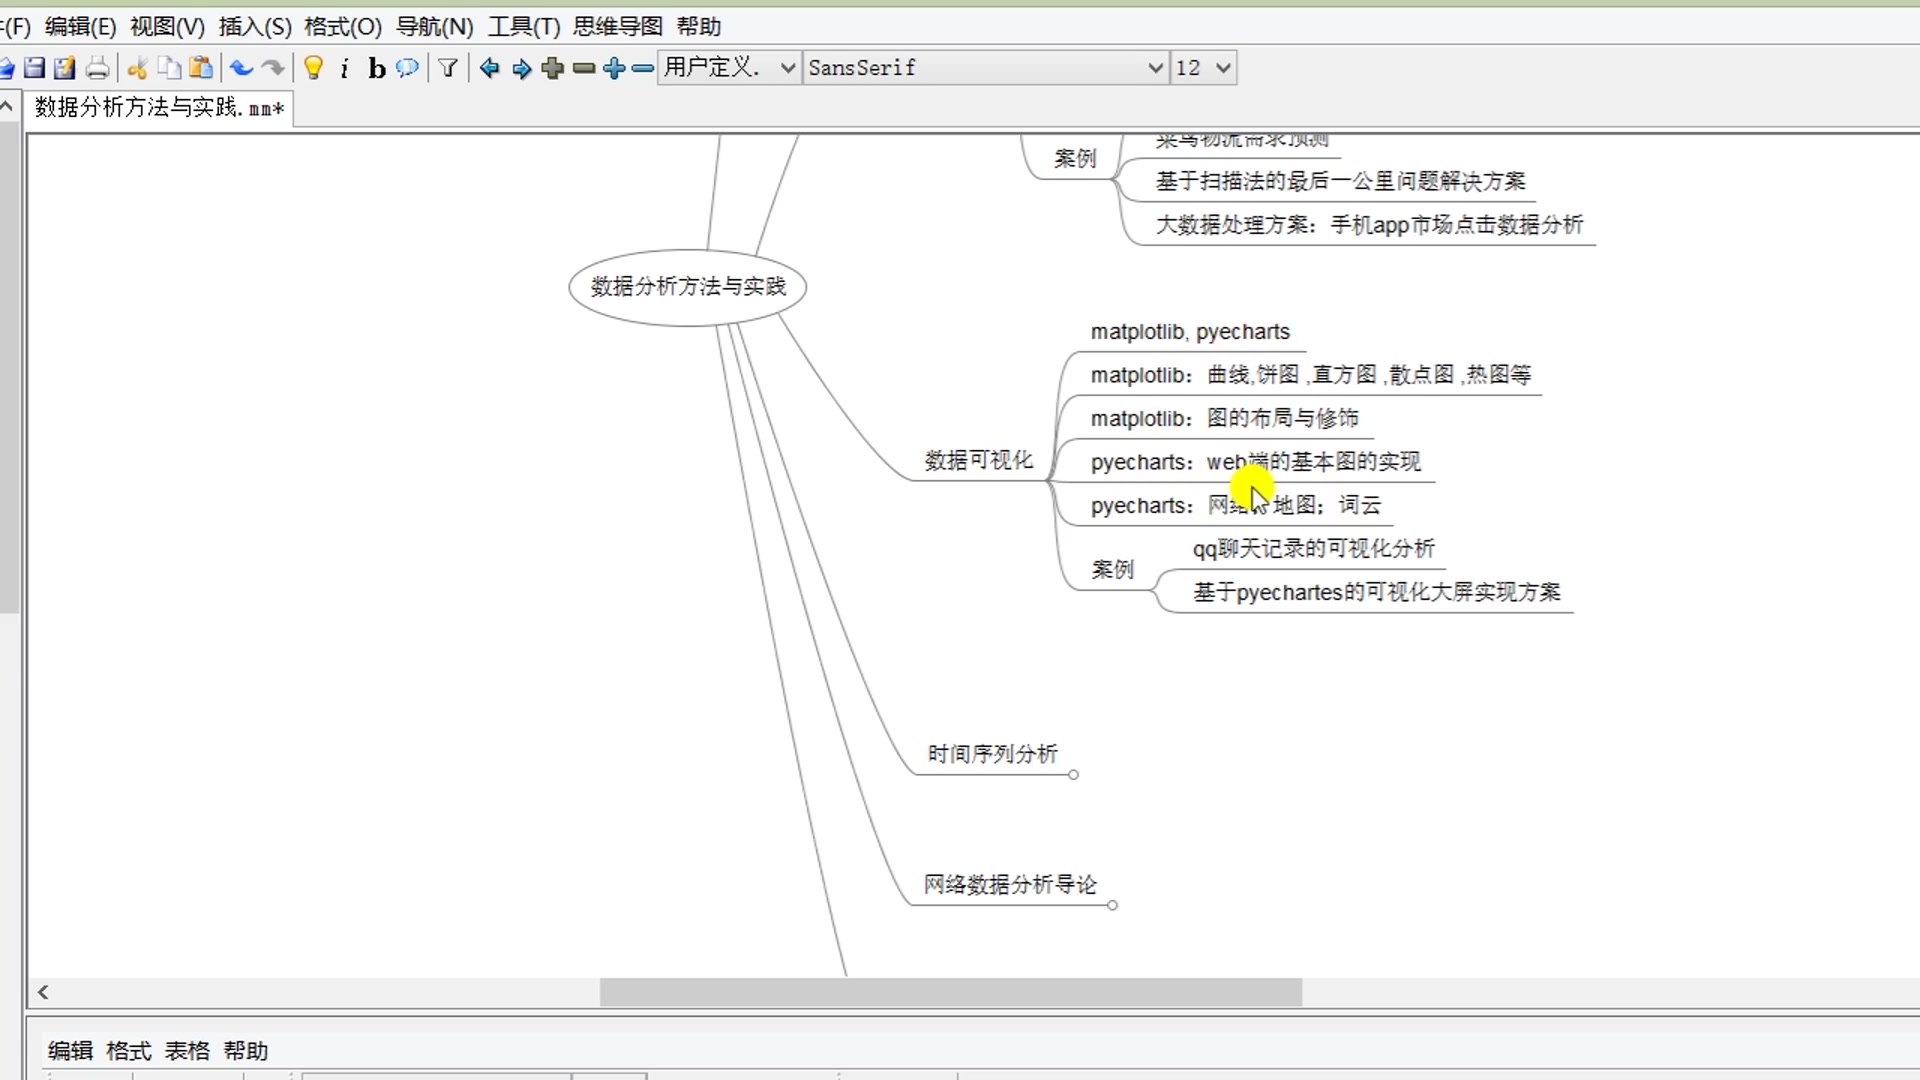 (F) 编辑(E) 视图(V) 插入(S) 格式(O) 导航(N) 工具(T) 思维导图 帮助
i b 用户定义. SansSerif 12
数据分析方法与实践.mm*
菜鸟物流需求预测
案例
基于扫描法的最后一公里问题解决方案
大数据处理方案：手机app市场点击数据分析
数据分析方法与实践
matplotlib, pyecharts
matplotlib：曲线,饼图 ,直方图 ,散点图 ,热图等
matplotlib：图的布局与修饰
数据可视化
pyecharts：web端的基本图的实现
pyecharts：网络；地图；词云
qq聊天记录的可视化分析
案例
基于pyechartes的可视化大屏实现方案
时间序列分析
网络数据分析导论
编辑 格式 表格 帮助